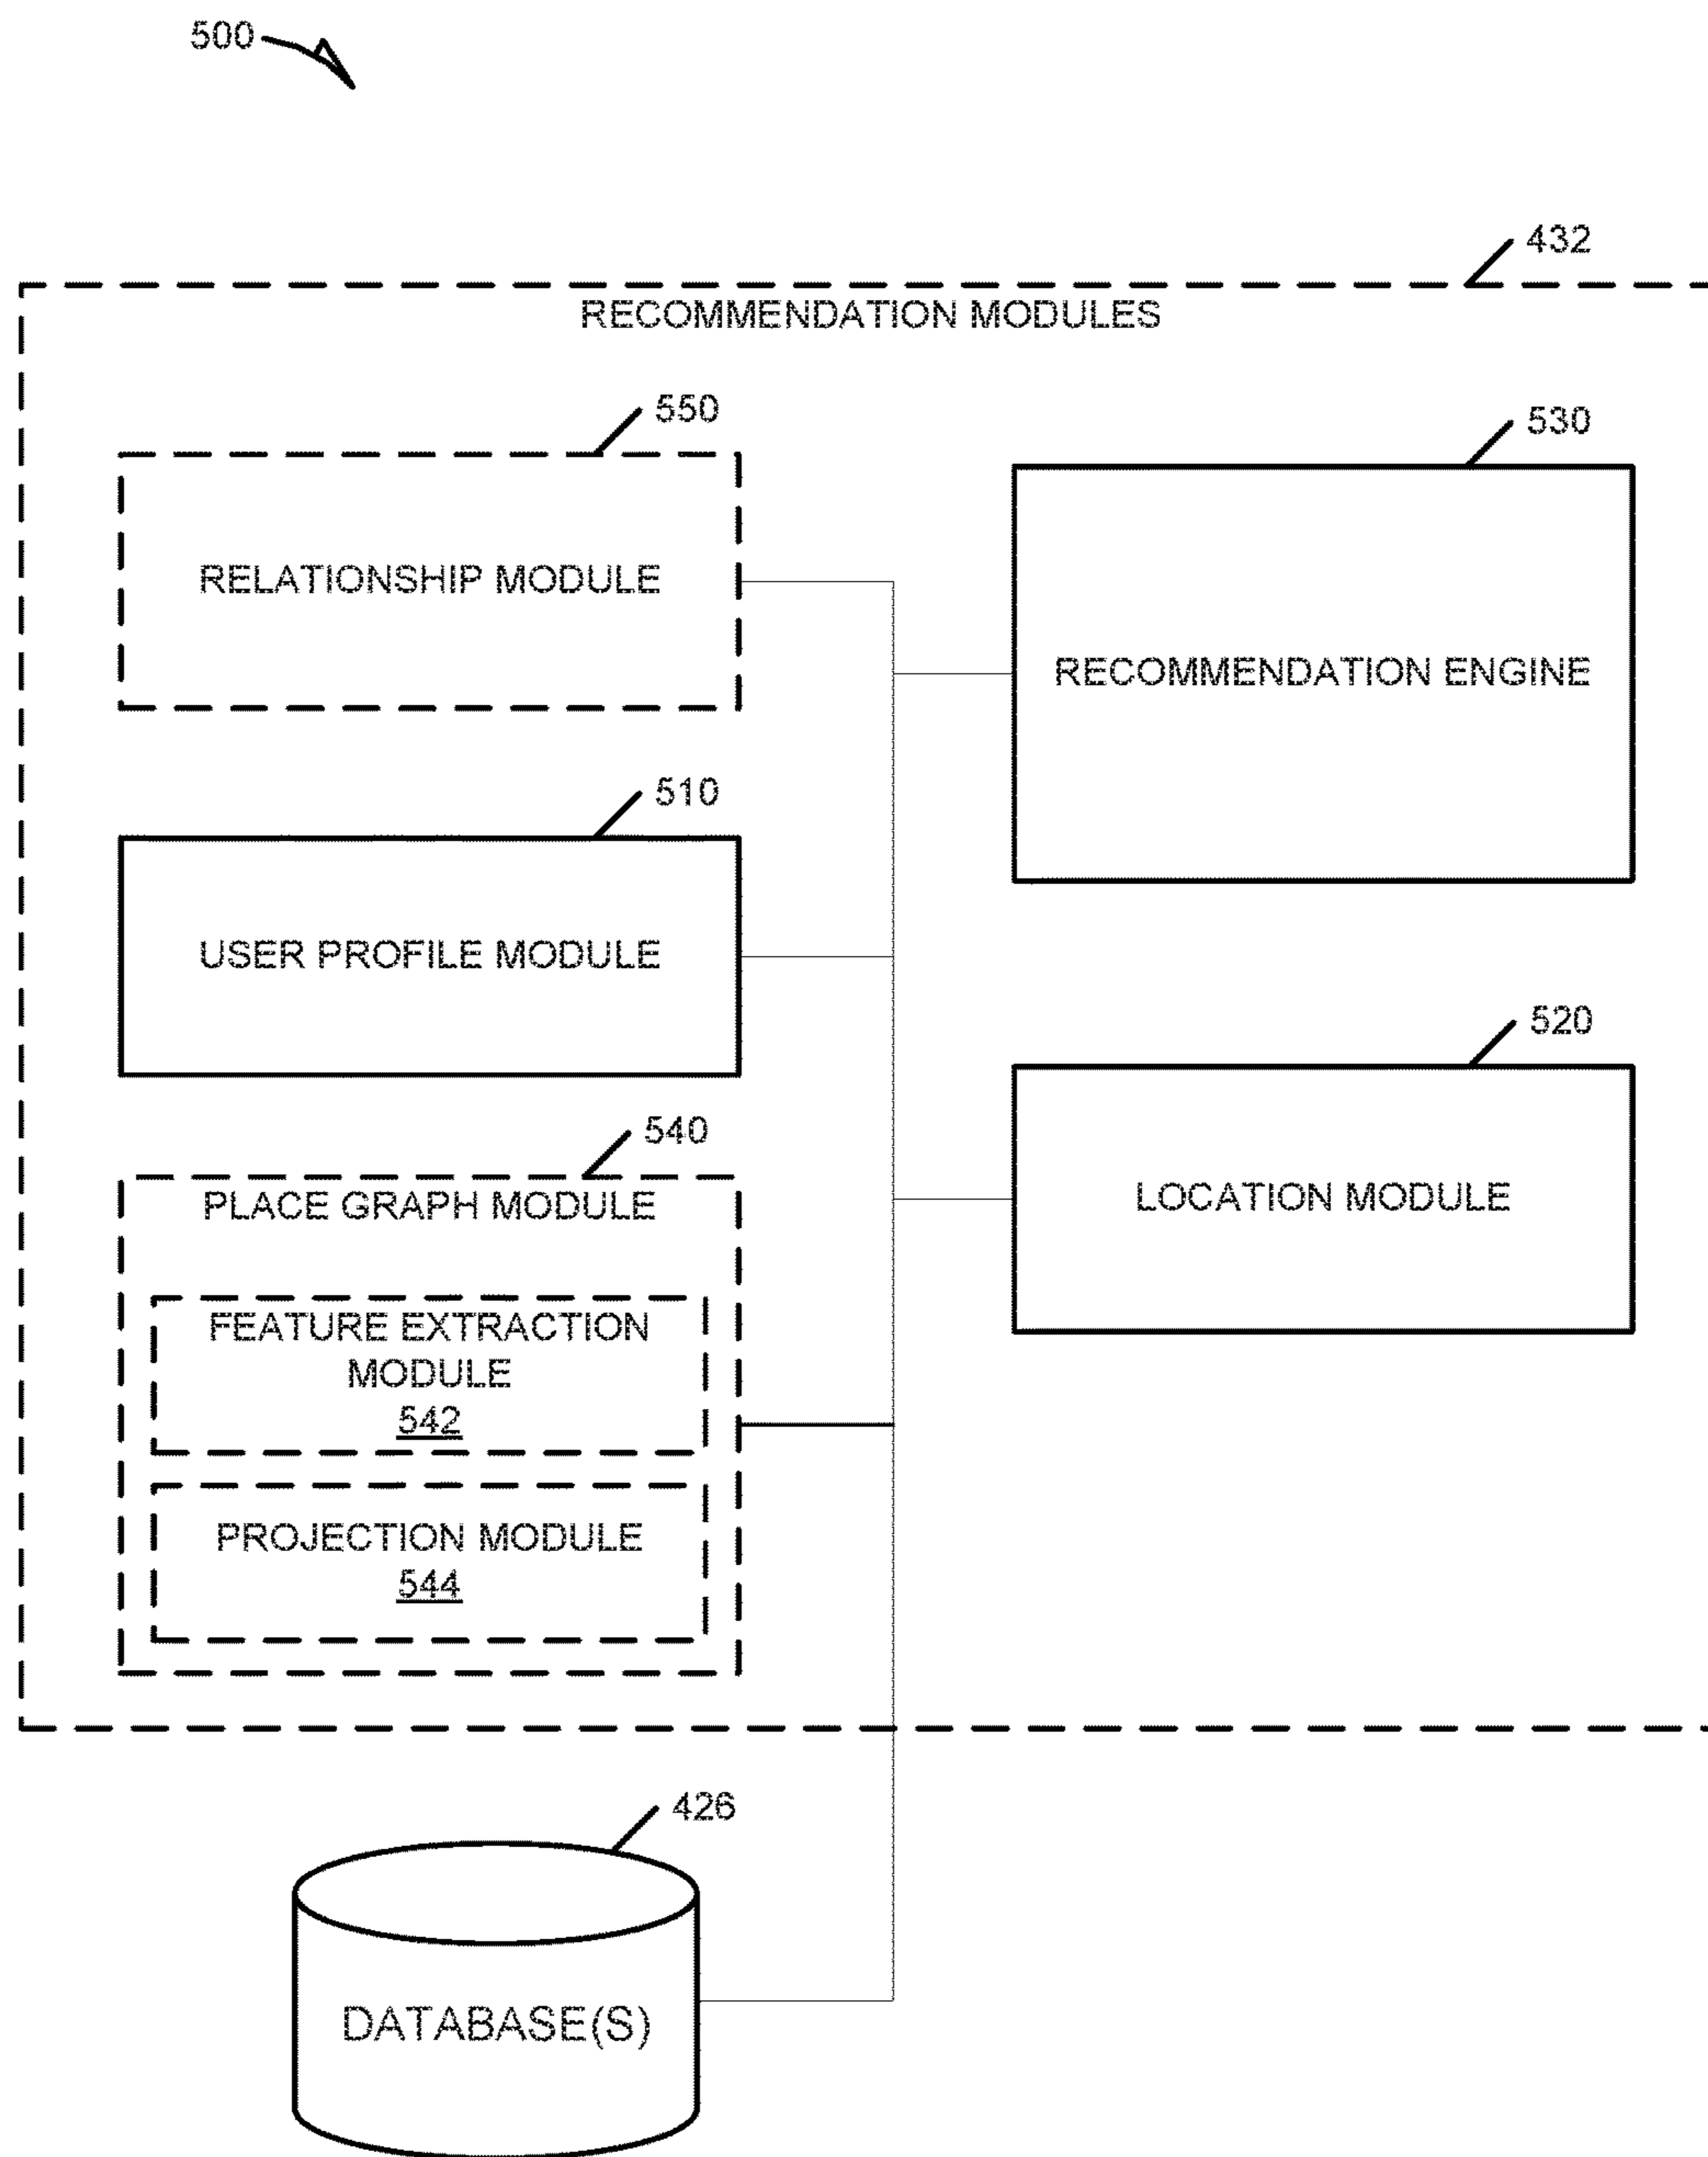 500
432
RECOMMENDATION MODULES
550
530
RELATIONSHIP MODULE
RECOMMENDATION ENGINE
510
USER PROFILE MODULE
520
LOCATION MODULE
540
PLACE GRAPH MODULE
FEATURE EXTRACTION
MODULE
542
PROJECTION MODULE
544
426
DATABASE(S)